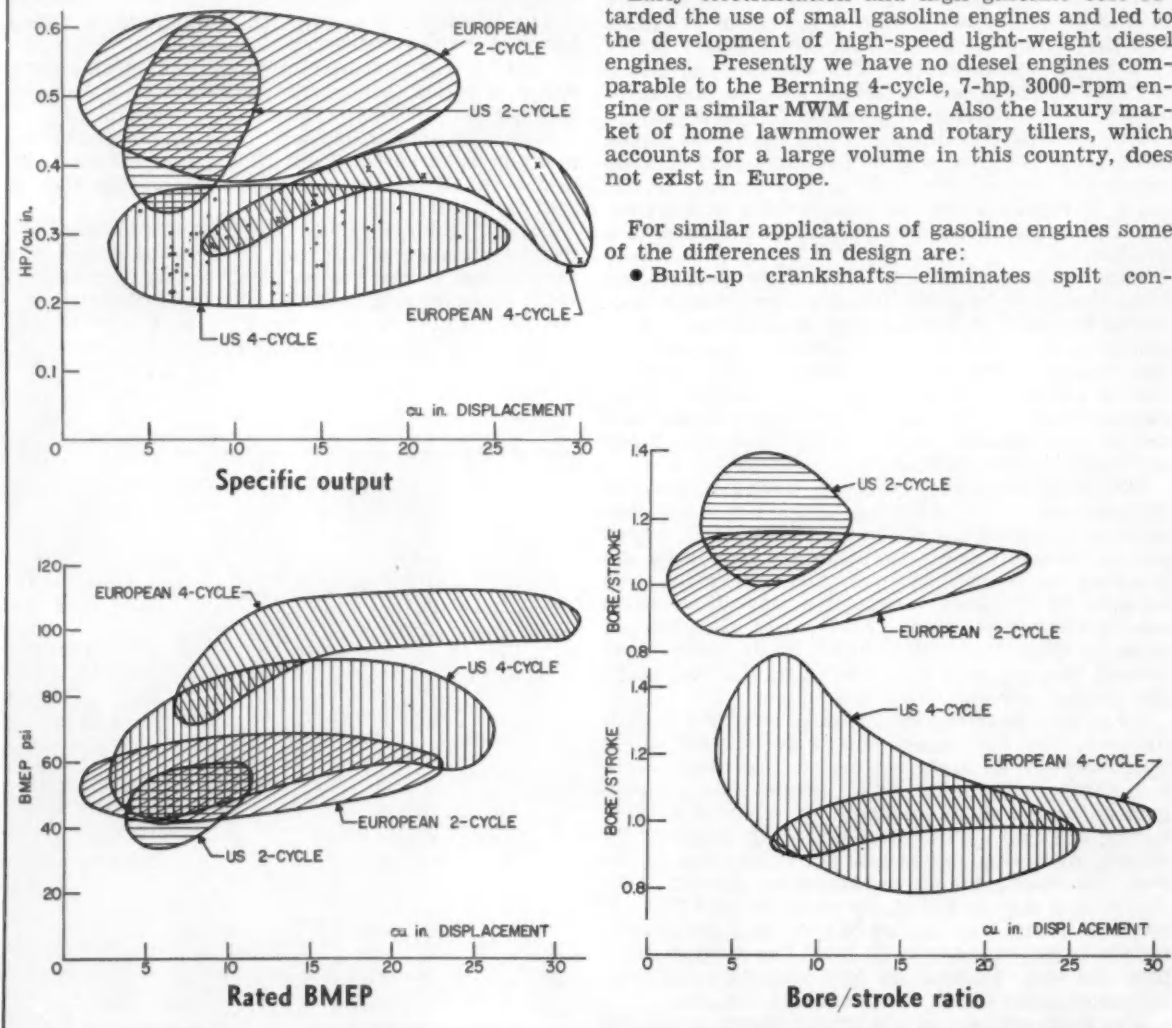 0.6
0.5
0.4
0.3
0.2
0.1
0
HP/cu. in.
EUROPEAN
2-CYCLE
US 2-CYCLE
EUROPEAN 4-CYCLE
US 4-CYCLE
cu. in. DISPLACEMENT
5 10 15 20 25 30
Specific output
Early electrification and high gasoline cost re-
tarded the use of small gasoline engines and led to
the development of high-speed light-weight diesel
engines. Presently we have no diesel engines com-
parable to the Berning 4-cycle, 7-hp, 3000-rpm en-
gine or a similar MWM engine. Also the luxury mar-
ket of home lawnmower and rotary tillers, which
accounts for a large volume in this country, does
not exist in Europe.
For similar applications of gasoline engines some
of the differences in design are:
● Built-up crankshafts—eliminates split con-
120
100
80
60
40
20
0
BMEP psi
EUROPEAN 4-CYCLE
US 4-CYCLE
EUROPEAN 2-CYCLE
US 2-CYCLE
cu. in. DISPLACEMENT
5 10 15 20 25 30
Rated BMEP
1.4
1.2
1.0
0.8
BORE/STROKE
US 2-CYCLE
EUROPEAN 2-CYCLE
1.4
1.2
1.0
0.8
BORE/STROKE
US 4-CYCLE
EUROPEAN 4-CYCLE
cu. in. DISPLACEMENT
0 5 10 15 20 25 30
Bore/stroke ratio